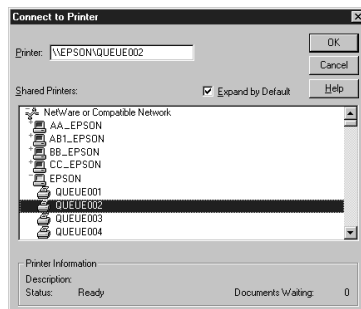 Connect to Printer
Printer: \\EPSON\QUEUE002
OK
Cancel
Help
Shared Printers:
Expand by Default
NetWare or Compatible Network
AA_EPSON
AB1_EPSON
BB_EPSON
CC_EPSON
EPSON
QUEUE001
QUEUE002
QUEUE003
QUEUE004
Printer Information
Description:
Status: Ready
Documents Waiting: 0